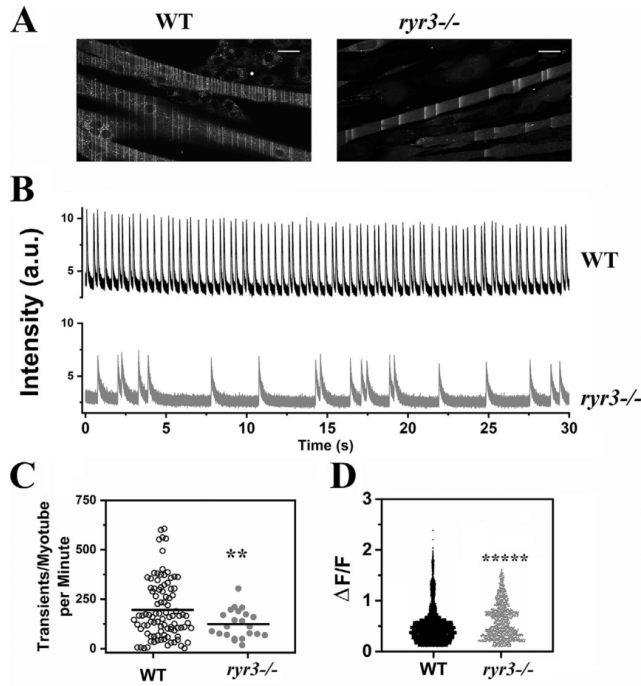 A
WT
ryr3-/-
B
Intensity (a.u.)
10
5
WT
10
5
ryr3-/-
0
5
10
15
20
25
30
Time (s)
C
Transients/Myotube
per Minute
750
500
250
0
**
WT
ryr3-/-
D
Δ F/F
3
2
1
0
*****
WT
ryr3-/-